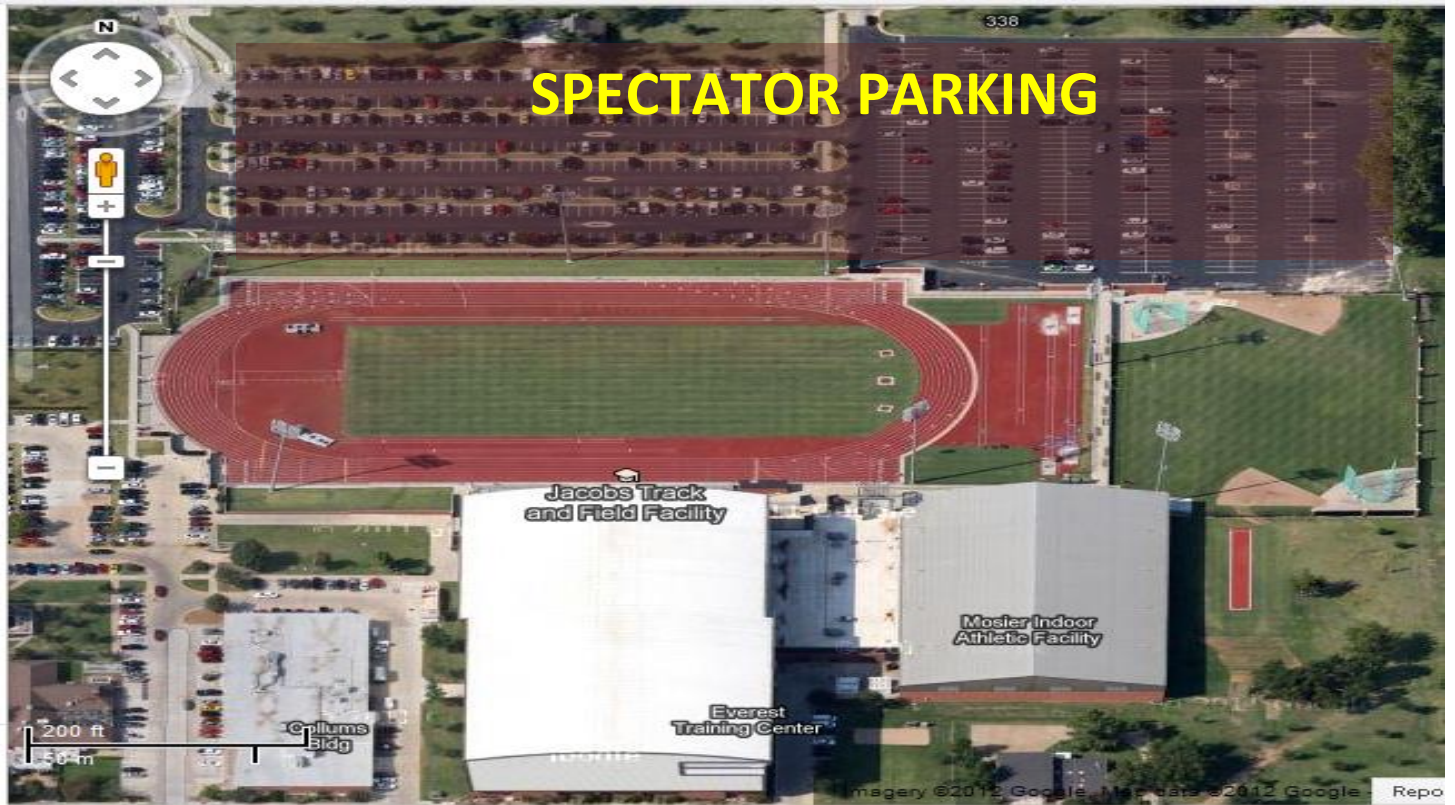 N
338
SPECTATOR PARKING
Jacobs Track
and Field Facility
Mosier Indoor
Athletic Facility
Everest
Training Center
Collums
Bldg
200 ft
50 m
Imagery ©2012 Google, Map data ©2012 Google -
Repo